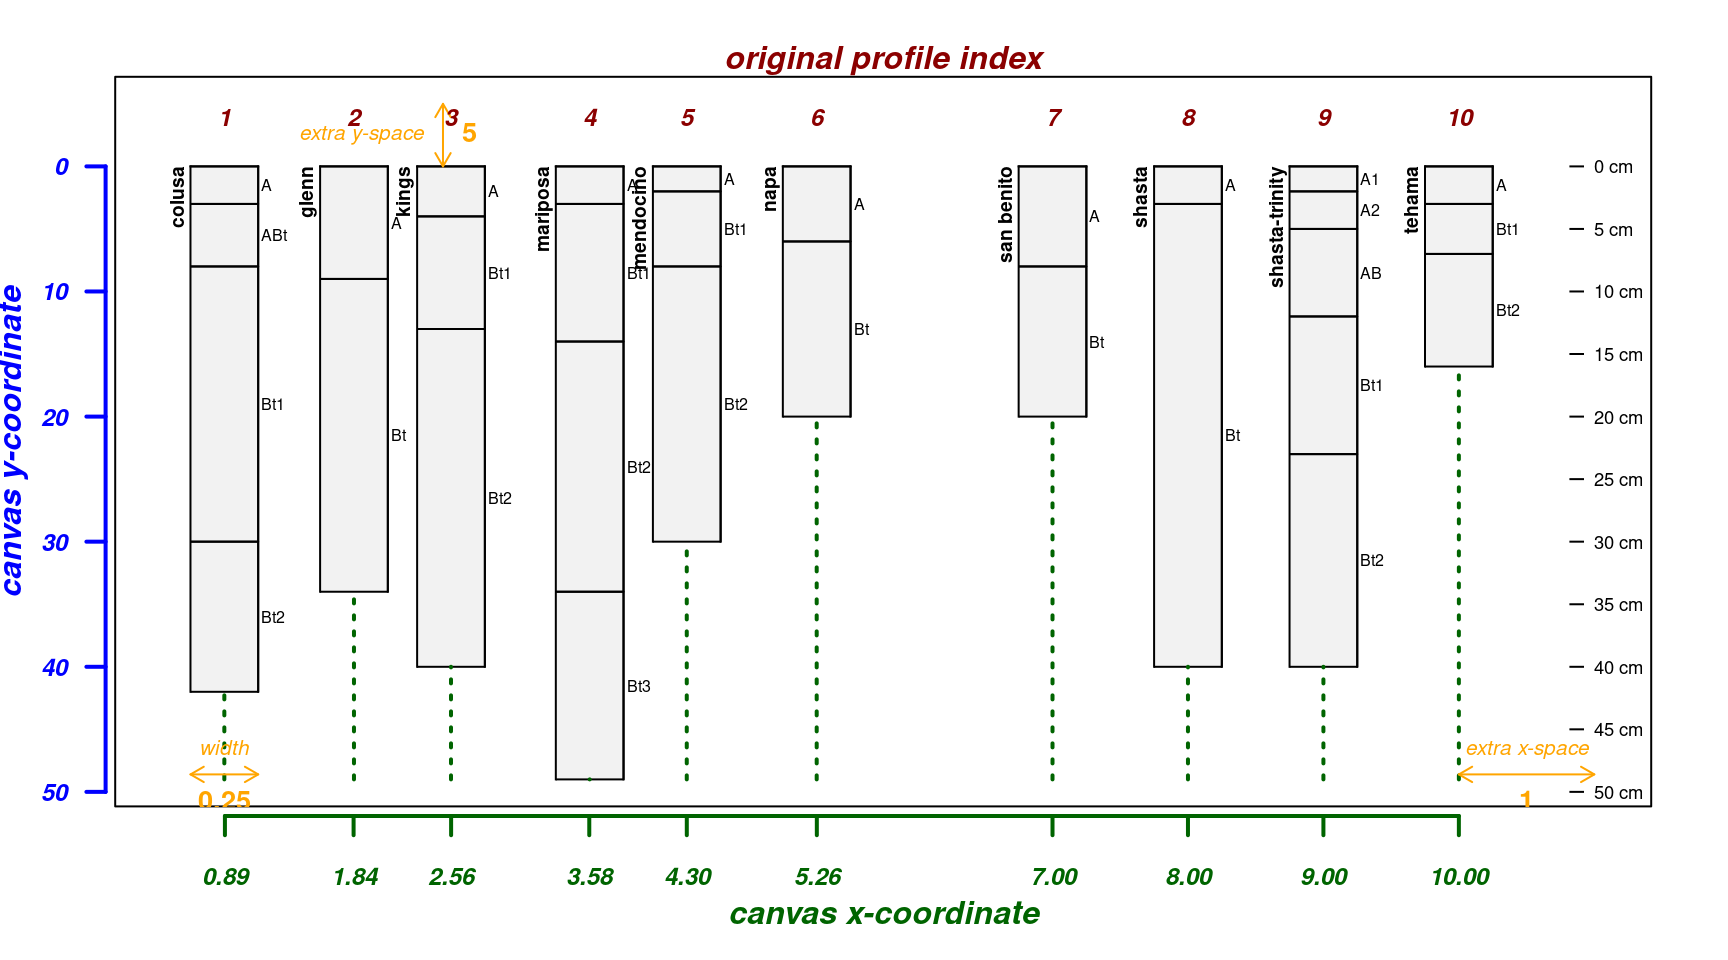 original profile index
1 2 3 4 5 6 7 8 9 10
extra y-space 5
canvas y-coordinate
0
10
20
30
40
50
colusa
A
ABt
Bt1
Bt2
glenn
A
Bt
kings
A
Bt1
Bt2
mariposa
A
Bt1
Bt2
Bt3
mendocino
A
Bt1
Bt2
napa
A
Bt
san benito
A
Bt
shasta
A
Bt
shasta-trinity
A1
A2
AB
Bt1
Bt2
tehama
A
Bt1
Bt2
0 cm
5 cm
10 cm
15 cm
20 cm
25 cm
30 cm
35 cm
40 cm
45 cm
50 cm
width
0.25
extra x-space
1
0.89 1.84 2.56 3.58 4.30 5.26 7.00 8.00 9.00 10.00
canvas x-coordinate